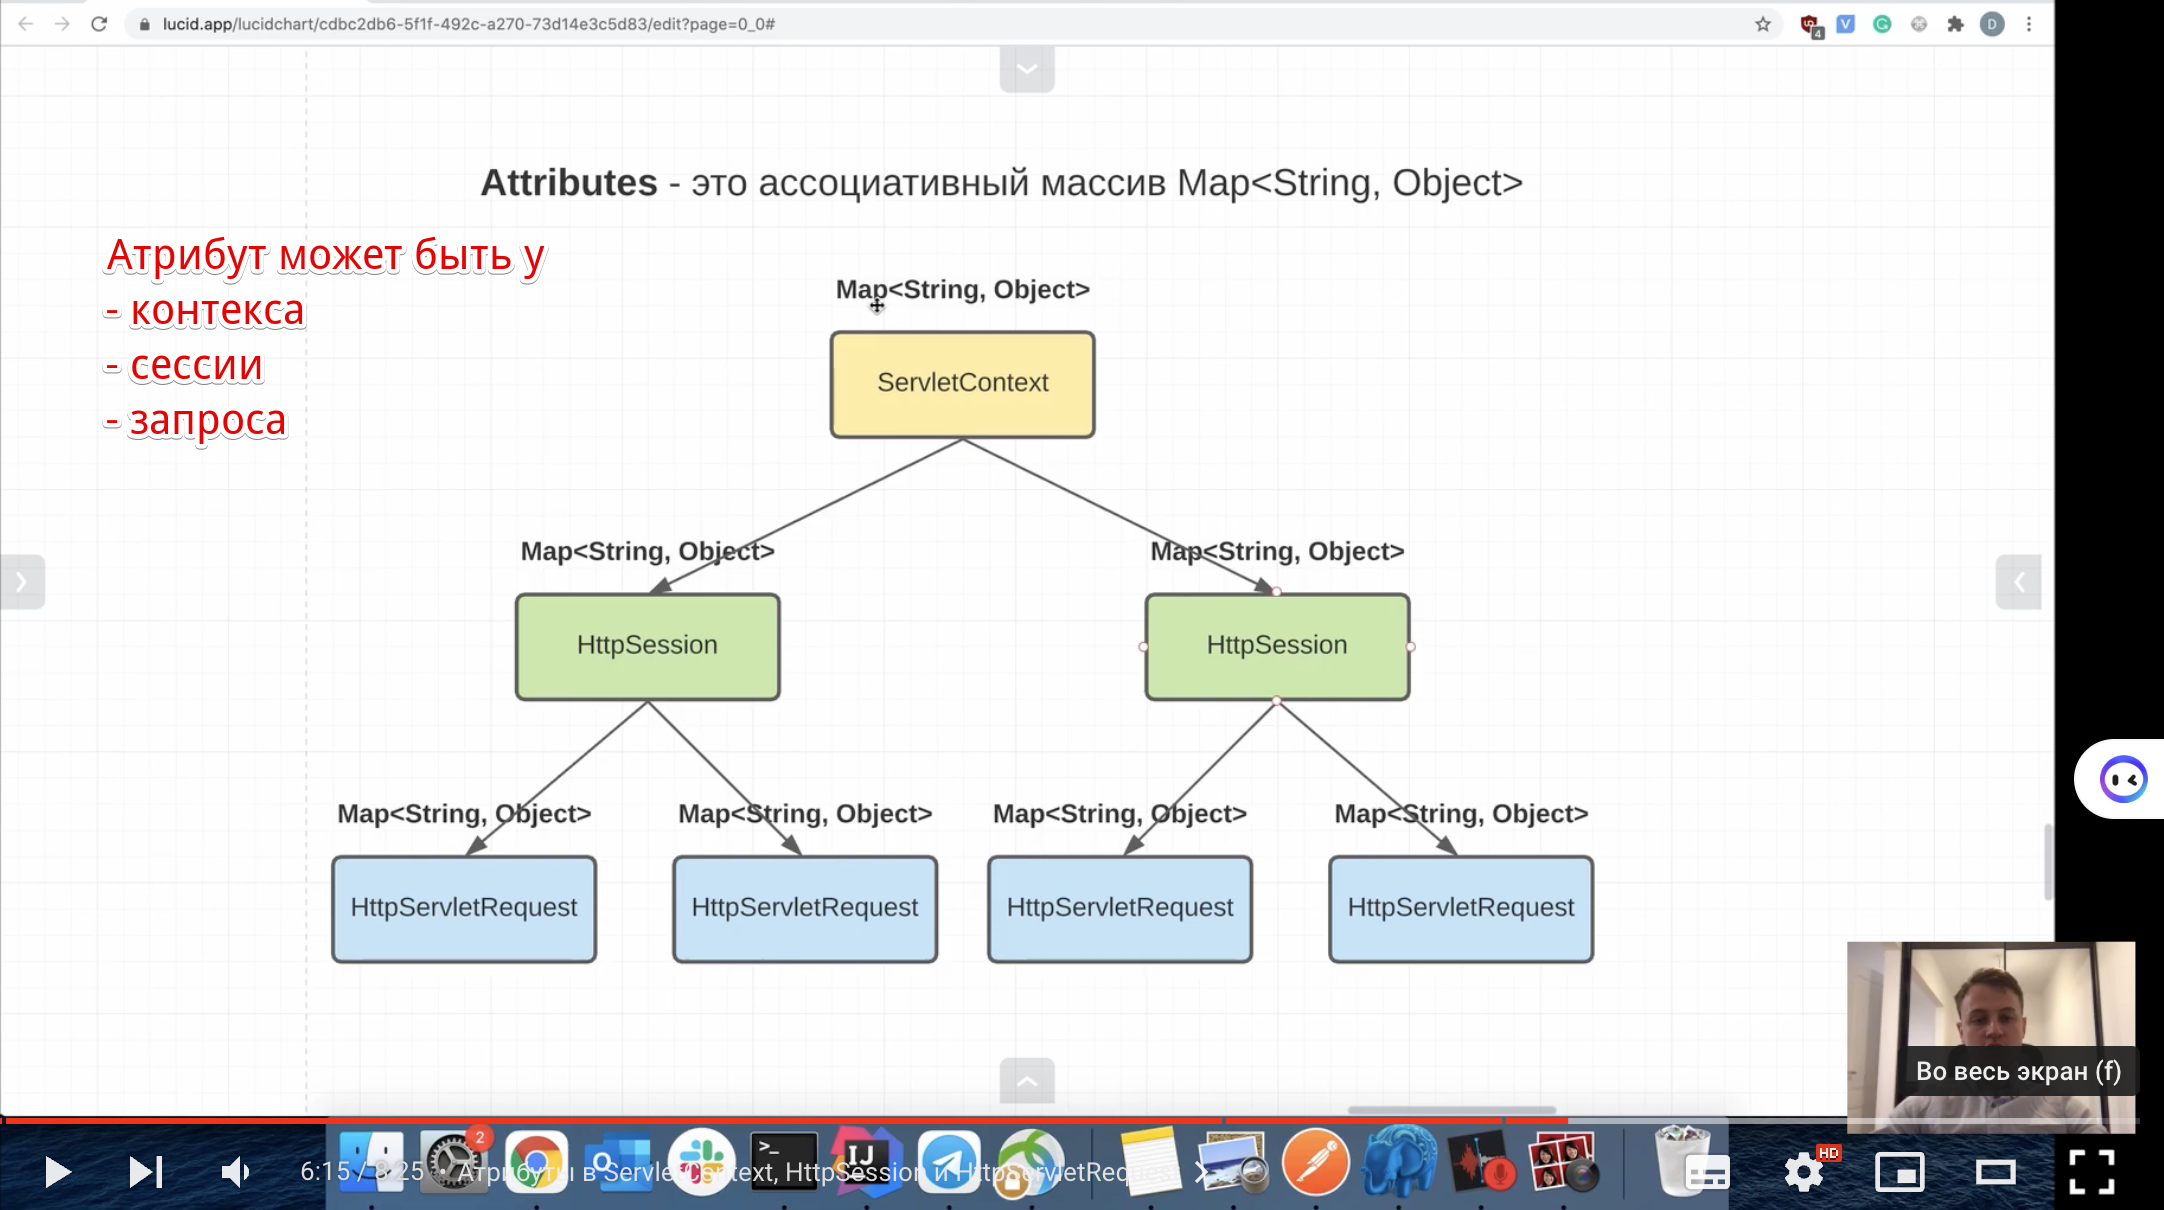 lucid.app/lucidchart/cdbc2db6-5f1f-492c-a270-73d14e3c5d83/edit?page=0_0#
4
V
D
Attributes - это ассоциативный массив Map<String, Object>
Атрибут может быть у
- контекса
- сессии
- запроса
Map<String, Object>
ServletContext
Map<String, Object>
Map<String, Object>
HttpSession
HttpSession
Map<String, Object>
Map<String, Object>
Map<String, Object>
Map<String, Object>
HttpServletRequest
HttpServletRequest
HttpServletRequest
HttpServletRequest
Во весь экран (f)
2
>_
IJ
6:15 / 8:25 • Атрибуты в ServletContext, HttpSession и HttpServletRequest
HD